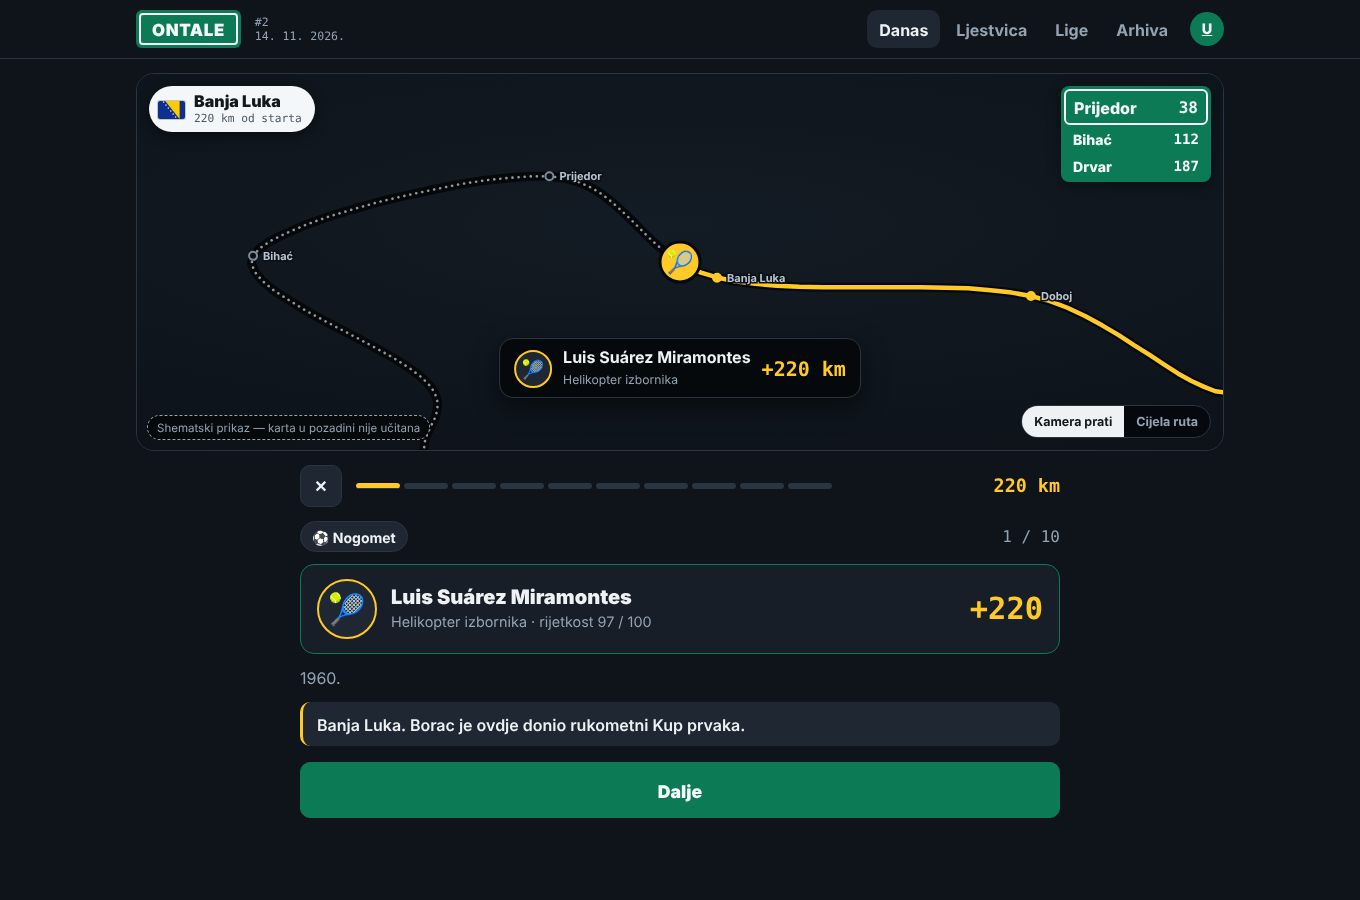 ONTALE
#2
14. 11. 2026.
Danas
Ljestvica
Lige
Arhiva
U
Banja Luka
220 km od starta
Prijedor 38
Bihać 112
Drvar 187
Prijedor
Bihać
Banja Luka
Doboj
Luis Suárez Miramontes
Helikopter izbornika
+220 km
Shematski prikaz — karta u pozadini nije učitana
Kamera prati
Cijela ruta
×
220 km
Nogomet
1 / 10
Luis Suárez Miramontes
Helikopter izbornika · rijetkost 97 / 100
+220
1960.
Banja Luka. Borac je ovdje donio rukometni Kup prvaka.
Dalje